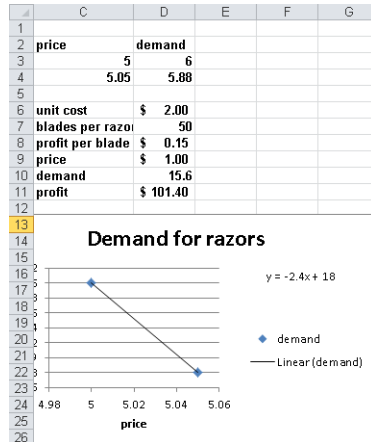 C D E F G
1
2 price demand
3 5 6
4 5.05 5.88
5
6 unit cost $ 2.00
7 blades per razor 50
8 profit per blade $ 0.15
9 price $ 1.00
10 demand 15.6
11 profit $ 101.40
12
13
14 Demand for razors
15
16 y = -2.4x + 18
17
18
19
20 demand
21 Linear (demand)
22
23
24 4.98 5 5.02 5.04 5.06
25 price
26